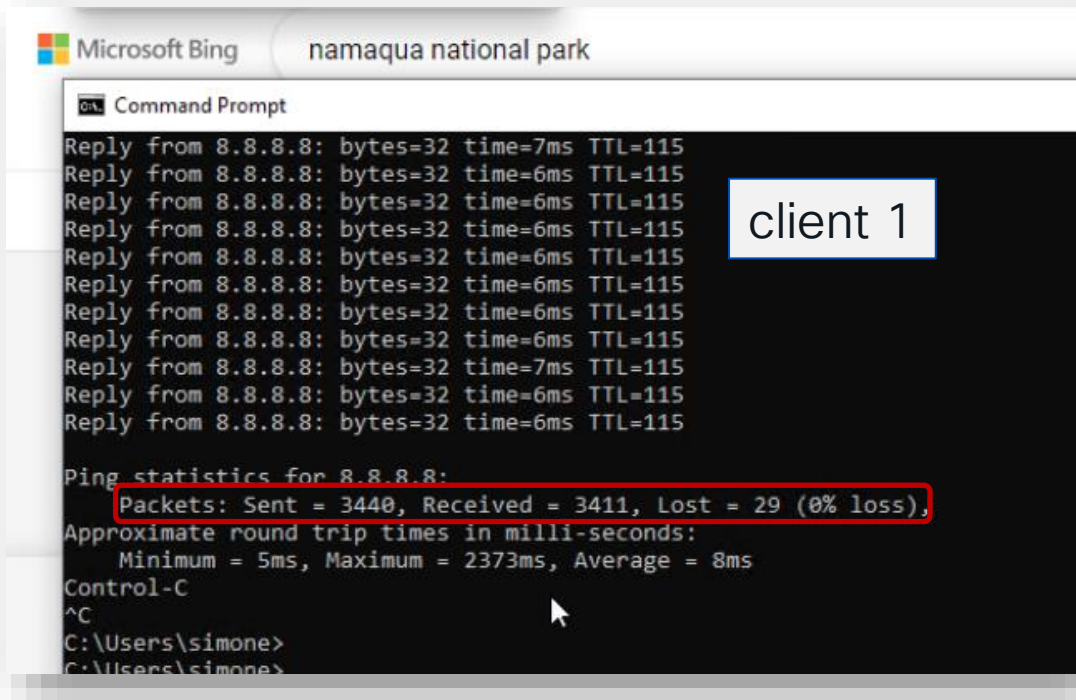 Microsoft Bing namaqua national park
Command Prompt
Reply from 8.8.8.8: bytes=32 time=7ms TTL=115
Reply from 8.8.8.8: bytes=32 time=6ms TTL=115
Reply from 8.8.8.8: bytes=32 time=6ms TTL=115
Reply from 8.8.8.8: bytes=32 time=6ms TTL=115
Reply from 8.8.8.8: bytes=32 time=6ms TTL=115
Reply from 8.8.8.8: bytes=32 time=6ms TTL=115
Reply from 8.8.8.8: bytes=32 time=6ms TTL=115
Reply from 8.8.8.8: bytes=32 time=6ms TTL=115
Reply from 8.8.8.8: bytes=32 time=7ms TTL=115
Reply from 8.8.8.8: bytes=32 time=6ms TTL=115
Reply from 8.8.8.8: bytes=32 time=6ms TTL=115
client 1
Ping statistics for 8.8.8.8:
Packets: Sent = 3440, Received = 3411, Lost = 29 (0% loss),
Approximate round trip times in milli-seconds:
Minimum = 5ms, Maximum = 2373ms, Average = 8ms
Control-C
^C
C:\Users\simone>
C:\Users\simone>